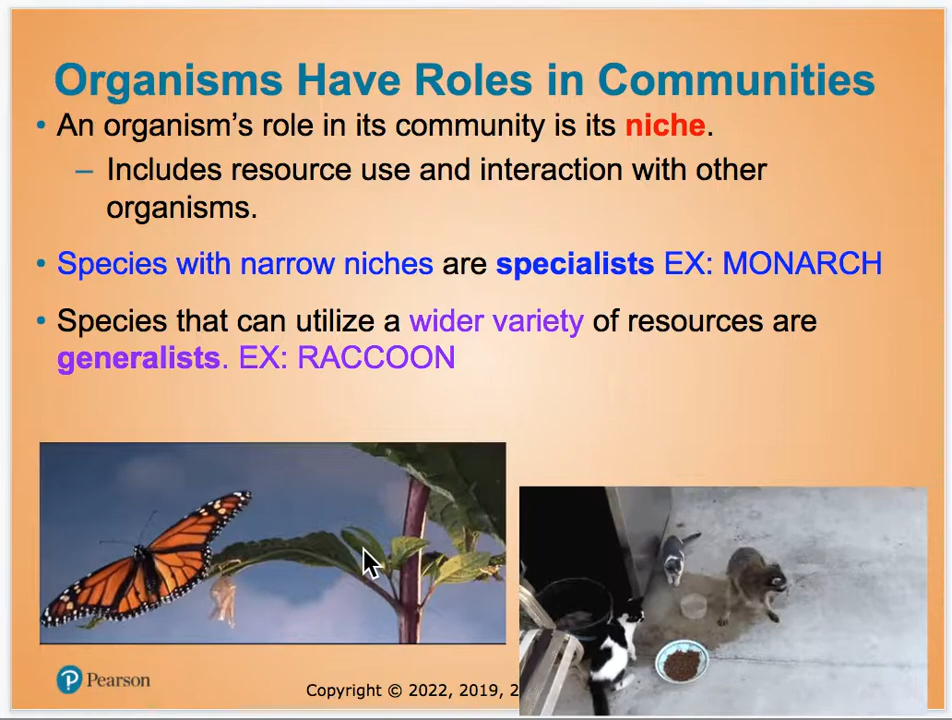 Organisms Have Roles in Communities
• An organism's role in its community is its niche.
– Includes resource use and interaction with other
organisms.
• Species with narrow niches are specialists EX: MONARCH
• Species that can utilize a wider variety of resources are
generalists. EX: RACCOON
Pearson
Copyright © 2022, 2019,